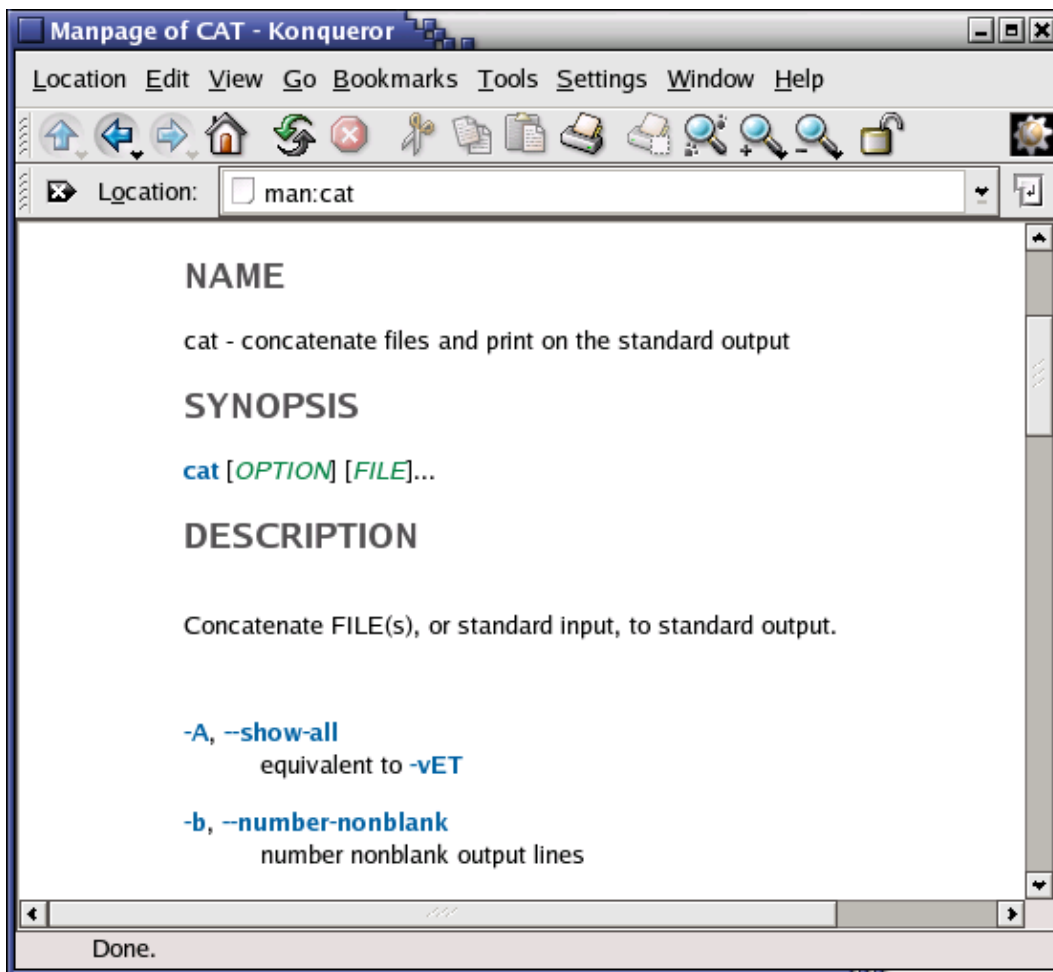 Manpage of CAT - Konqueror
Location Edit View Go Bookmarks Tools Settings Window Help
Location: man:cat
NAME
cat - concatenate files and print on the standard output
SYNOPSIS
cat [OPTION] [FILE]...
DESCRIPTION
Concatenate FILE(s), or standard input, to standard output.
-A, --show-all
equivalent to -vET
-b, --number-nonblank
number nonblank output lines
Done.